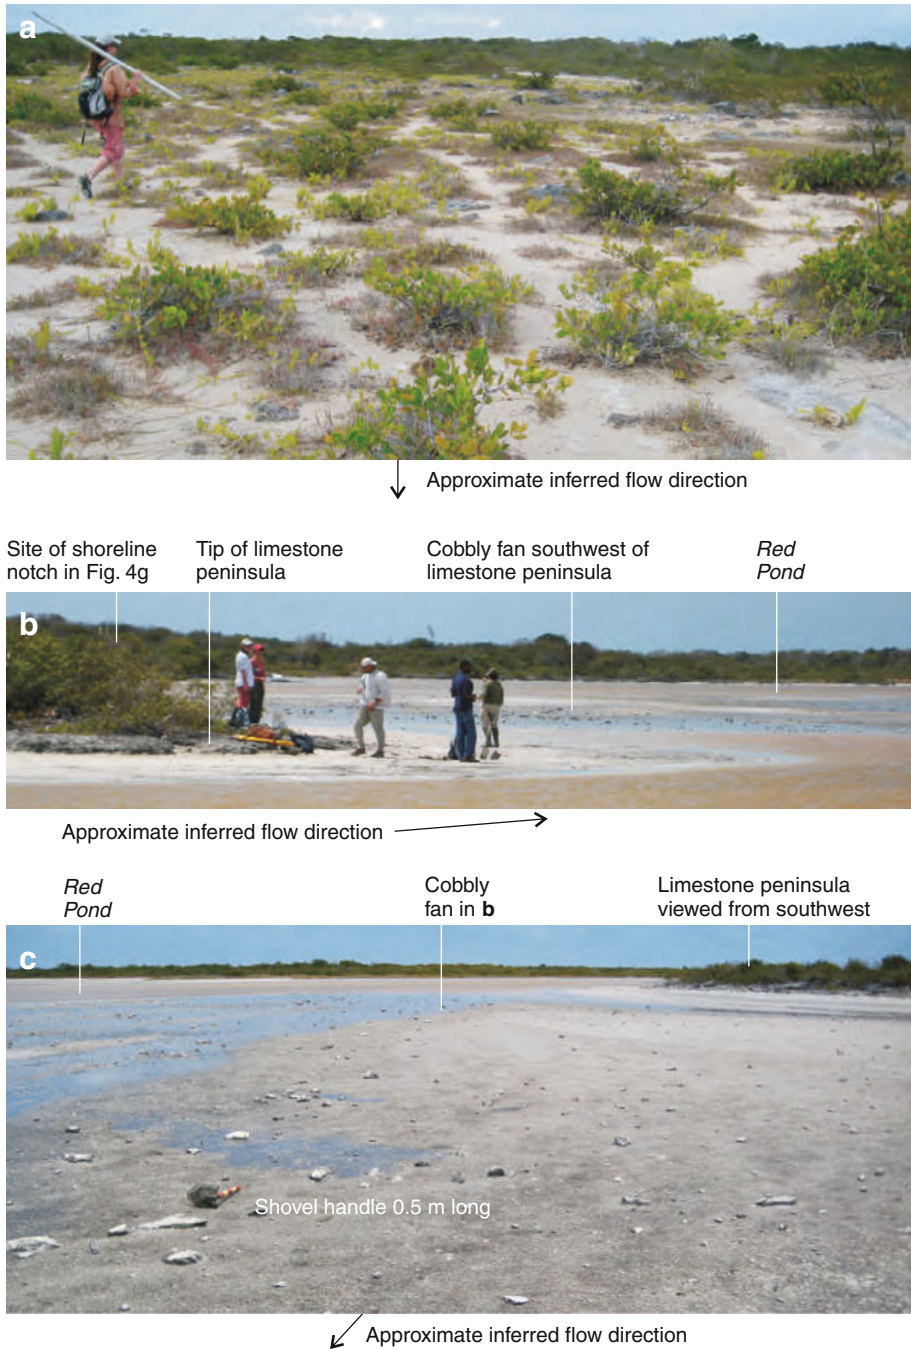 a
Approximate inferred flow direction
Site of shoreline
notch in Fig. 4g
Tip of limestone
peninsula
Cobbly fan southwest of
limestone peninsula
Red
Pond
b
Approximate inferred flow direction
Red
Pond
Cobbly
fan in b
Limestone peninsula
viewed from southwest
c
Shovel handle 0.5 m long
Approximate inferred flow direction